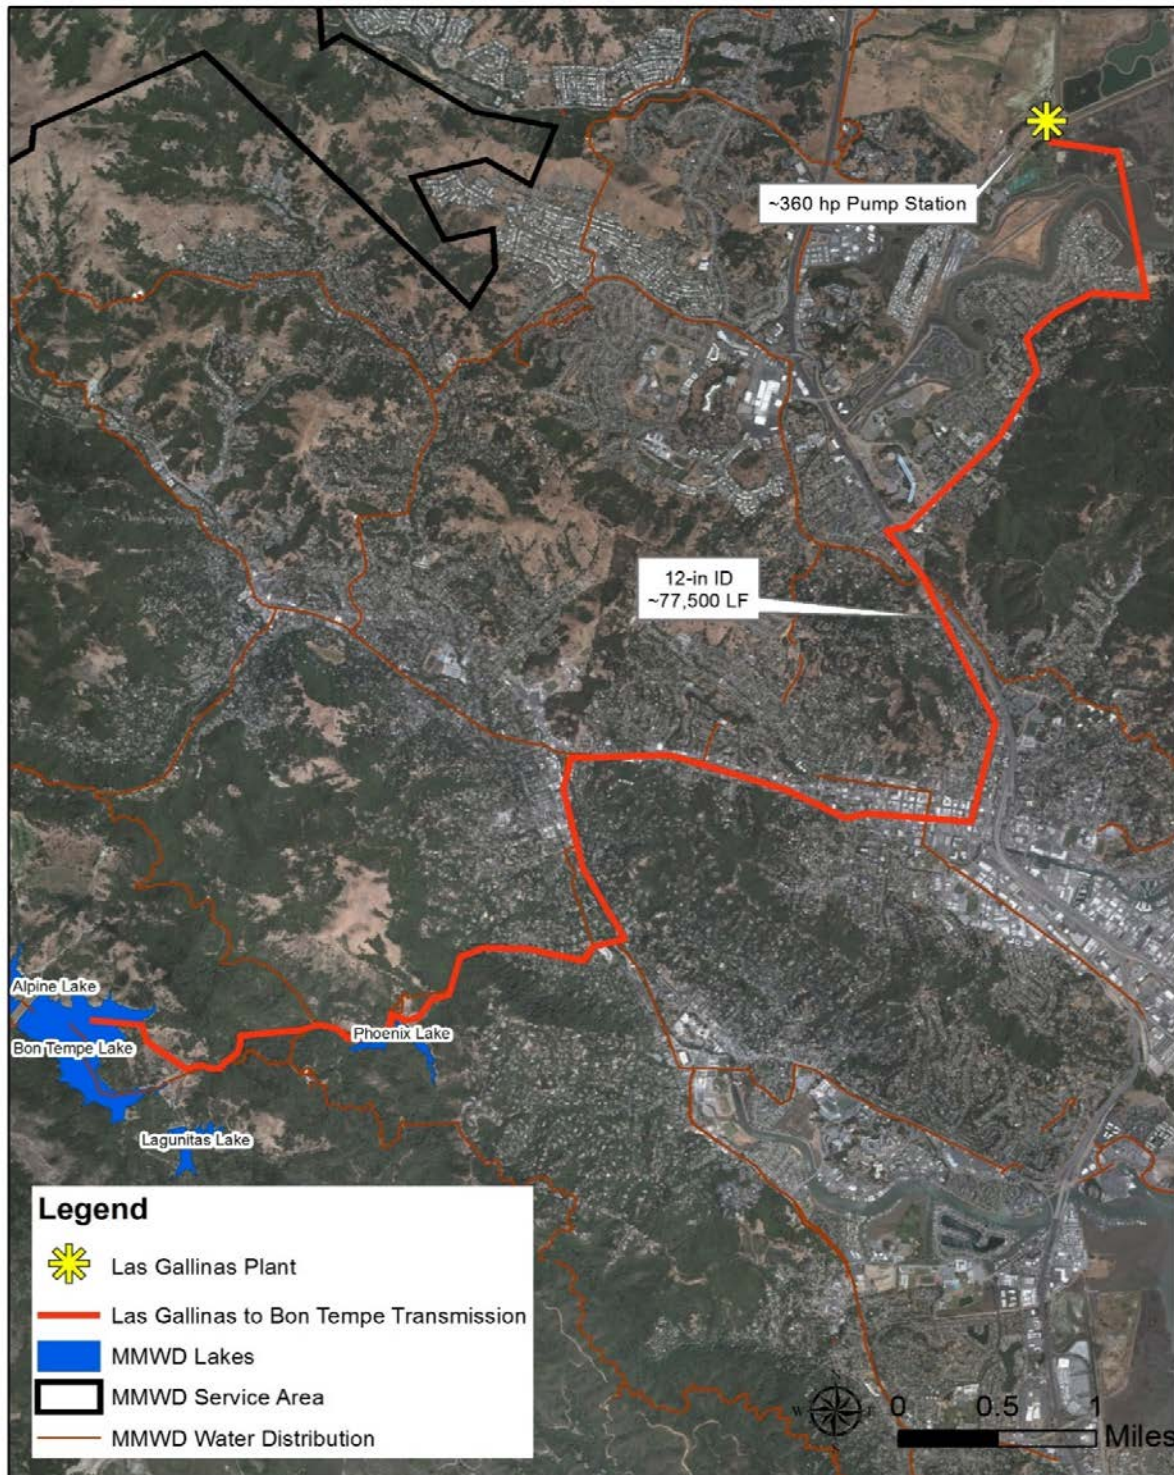 ~360 hp Pump Station
12-in ID
~77,500 LF
Alpine Lake
Bon Tempe Lake
Phoenix Lake
Lagunitas Lake
Legend
Las Gallinas Plant
Las Gallinas to Bon Tempe Transmission
MMWD Lakes
MMWD Service Area
MMWD Water Distribution
N
W E
S
0 0.5 1
Miles